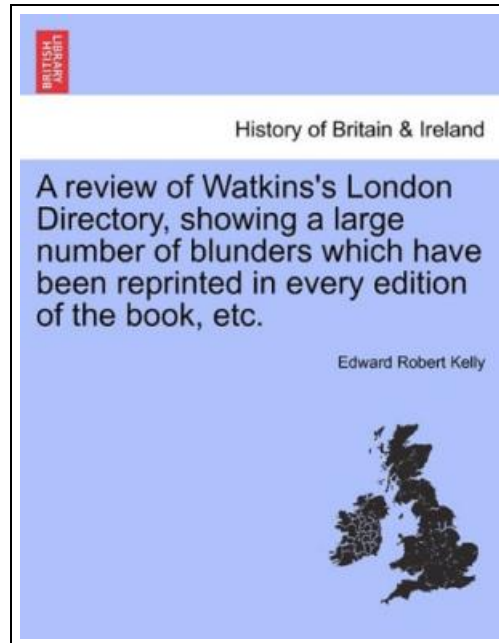 BRITISH
LIBRARY
History of Britain & Ireland
A review of Watkins's London
Directory, showing a large
number of blunders which have
been reprinted in every edition
of the book, etc.
Edward Robert Kelly